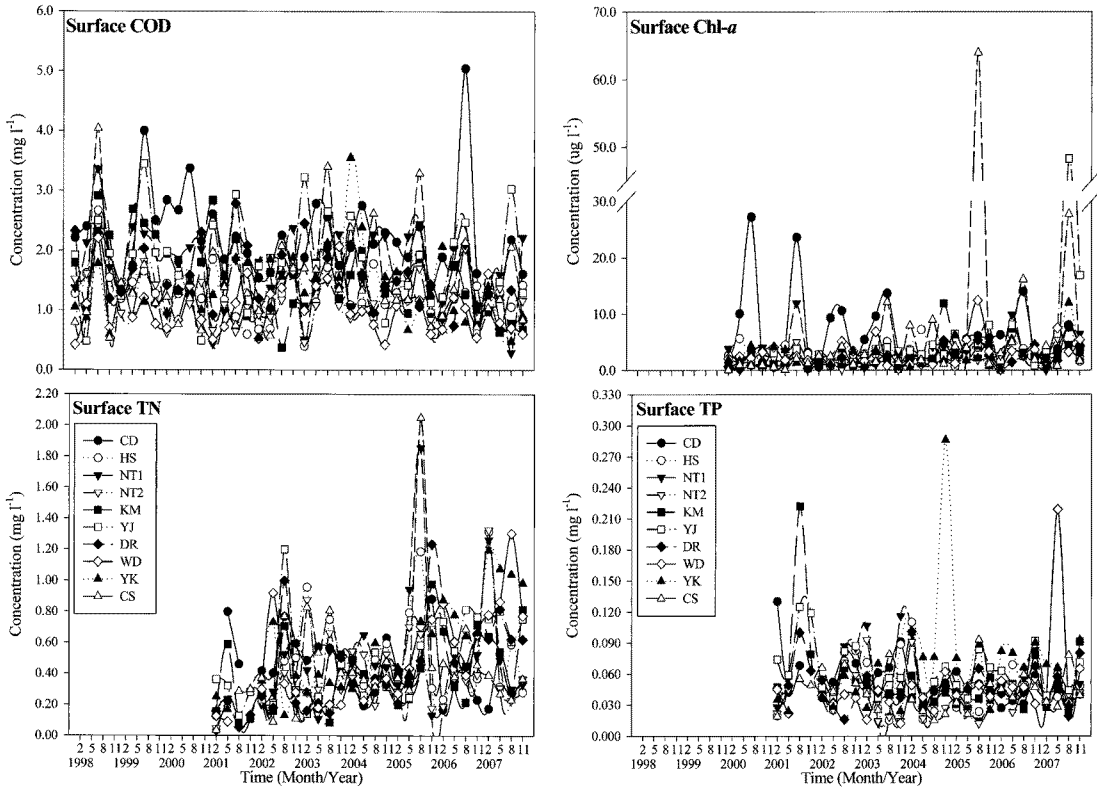 Surface COD
6.0
5.0
4.0
3.0
2.0
1.0
0.0
Concentration (mg l-1)
Surface Chl-a
70.0
60.0
50.0
30.0
20.0
10.0
0.0
Concentration (ug l-1)
Surface TN
2.20
2.00
1.80
1.60
1.40
1.20
1.00
0.80
0.60
0.40
0.20
0.00
Concentration (mg l-1)
CD
HS
NT1
NT2
KM
YJ
DR
WD
YK
CS
2 5 8 11 2 5 8 11 2 5 8 11 2 5 8 11 2 5 8 11 2 5 8 11 2 5 8 11 2 5 8 11 2 5 8 11 2 5 8 11
1998 1999 2000 2001 2002 2003 2004 2005 2006 2007
Time (Month/Year)
Surface TP
0.330
0.300
0.270
0.240
0.210
0.180
0.150
0.120
0.090
0.060
0.030
0.000
Concentration (mg l-1)
CD
HS
NT1
NT2
KM
YJ
DR
WD
YK
CS
2 5 8 11 2 5 8 11 2 5 8 11 2 5 8 11 2 5 8 11 2 5 8 11 2 5 8 11 2 5 8 11 2 5 8 11 2 5 8 11
1998 1999 2000 2001 2002 2003 2004 2005 2006 2007
Time (Month/Year)